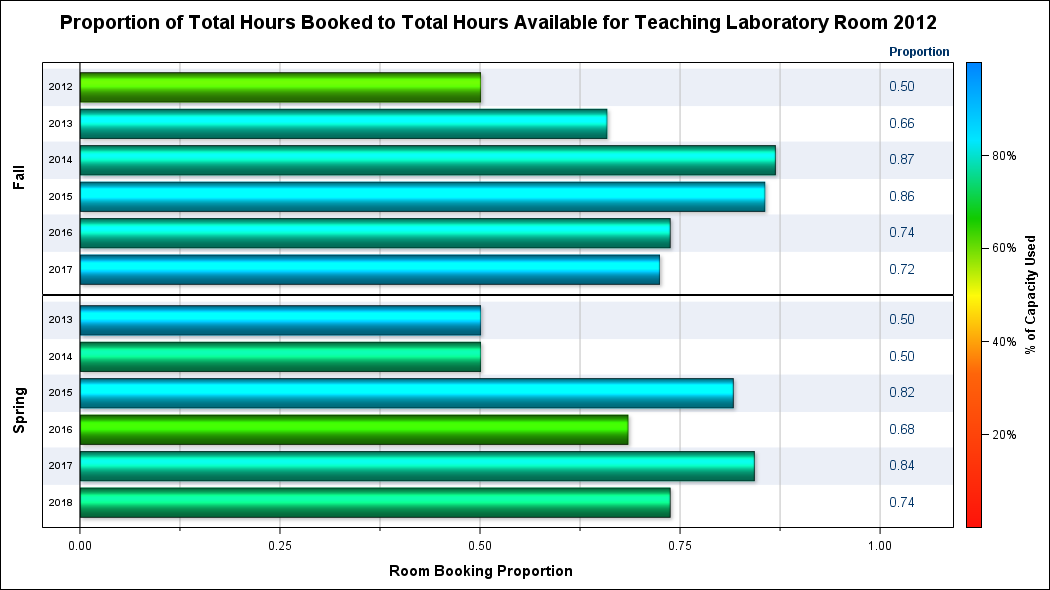 Proportion of Total Hours Booked to Total Hours Available for Teaching Laboratory Room 2012
Proportion
Fall
2012 0.50
2013 0.66
2014 0.87
2015 0.86
2016 0.74
2017 0.72
Spring
2013 0.50
2014 0.50
2015 0.82
2016 0.68
2017 0.84
2018 0.74
0.00 0.25 0.50 0.75 1.00
Room Booking Proportion
80%
60%
40%
20%
% of Capacity Used